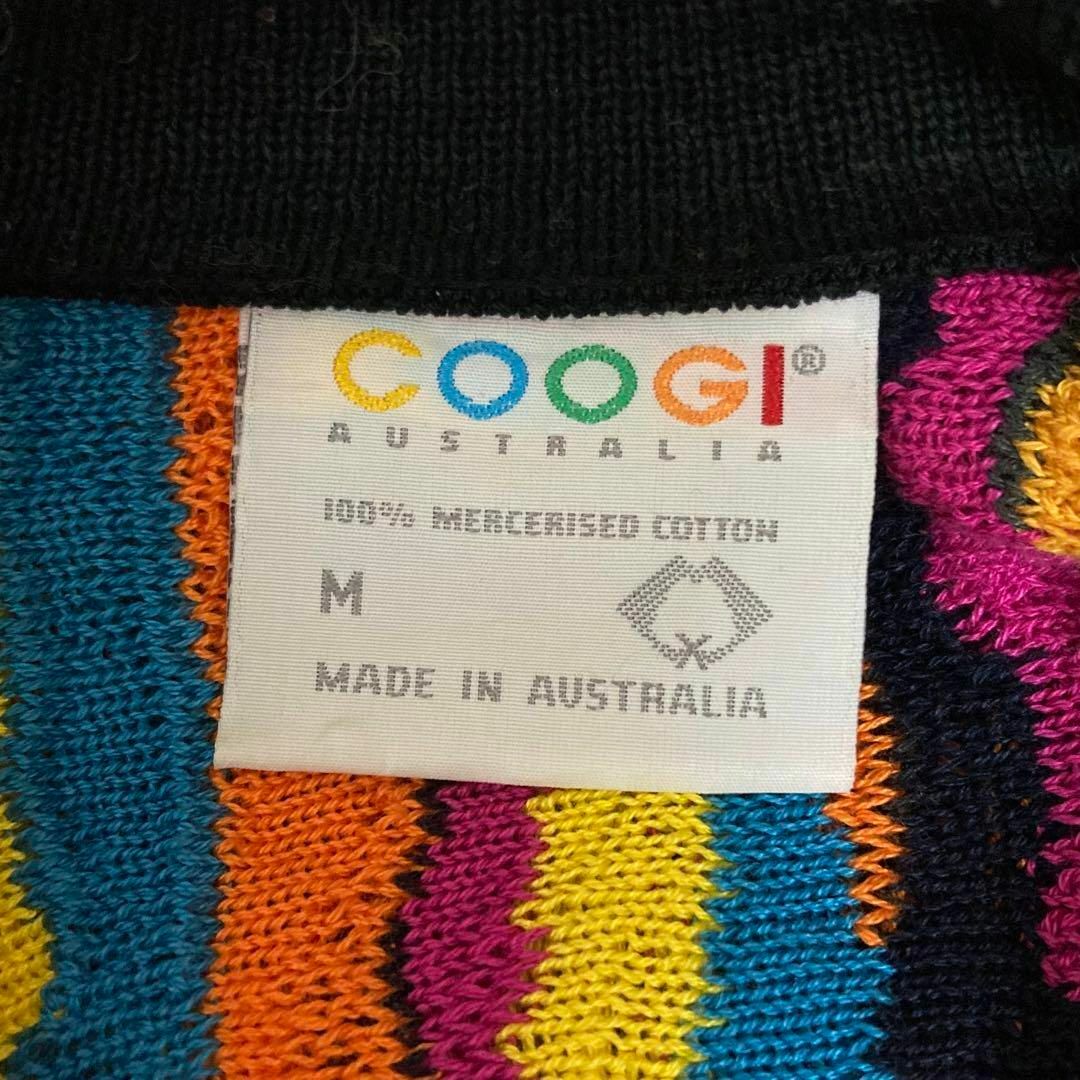 COOGI®
AUSTRALIA
100% MERCERISED COTTON
M
MADE IN AUSTRALIA